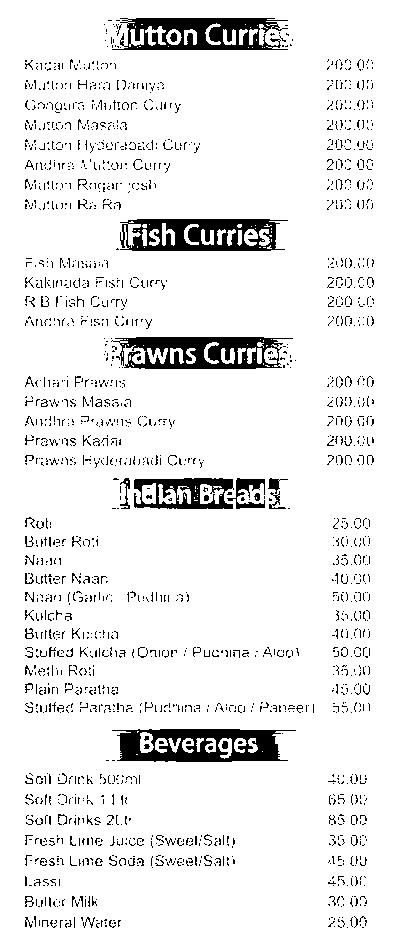 Mutton Curries
Kadai Mutton 200.00
Mutton Hara Daniya 200.00
Gongura Mutton Curry 200.00
Mutton Masala 200.00
Mutton Hyderabadi Curry 200.00
Andhra Mutton Curry 200.00
Mutton Rogan josh 200.00
Mutton Ra Ra 200.00
Fish Curries
Fish Masala 200.00
Kakinada Fish Curry 200.00
R B Fish Curry 200.00
Andhra Fish Curry 200.00
Prawns Curries
Achari Prawns 200.00
Prawns Masala 200.00
Andhra Prawns Curry 200.00
Prawns Kadai 200.00
Prawns Hyderabadi Curry 200.00
Indian Breads
Roti 25.00
Butter Roti 30.00
Naan 35.00
Butter Naan 40.00
Naan (Garlic / Pudhina) 50.00
Kulcha 35.00
Butter Kulcha 40.00
Stuffed Kulcha (Onion / Pudhina / Aloo) 50.00
Methi Roti 35.00
Plain Paratha 45.00
Stuffed Paratha (Pudhina / Aloo / Paneer) 55.00
Beverages
Soft Drink 500ml 40.00
Soft Drink 1 Ltr 65.00
Soft Drinks 2Ltr 85.00
Fresh Lime Juice (Sweet/Salt) 35.00
Fresh Lime Soda (Sweet/Salt) 45.00
Lassi 45.00
Butter Milk 30.00
Mineral Water 25.00